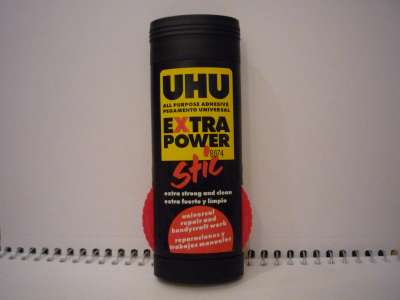 UHU
ALL PURPOSE ADHESIVE
PEGAMENTO UNIVERSAL
EXTRA
POWER
8674
Stic
extra strong and clean
extra fuerte y limpio
universal
repair and
handycraft work
reparaciones y
trabajos manuales